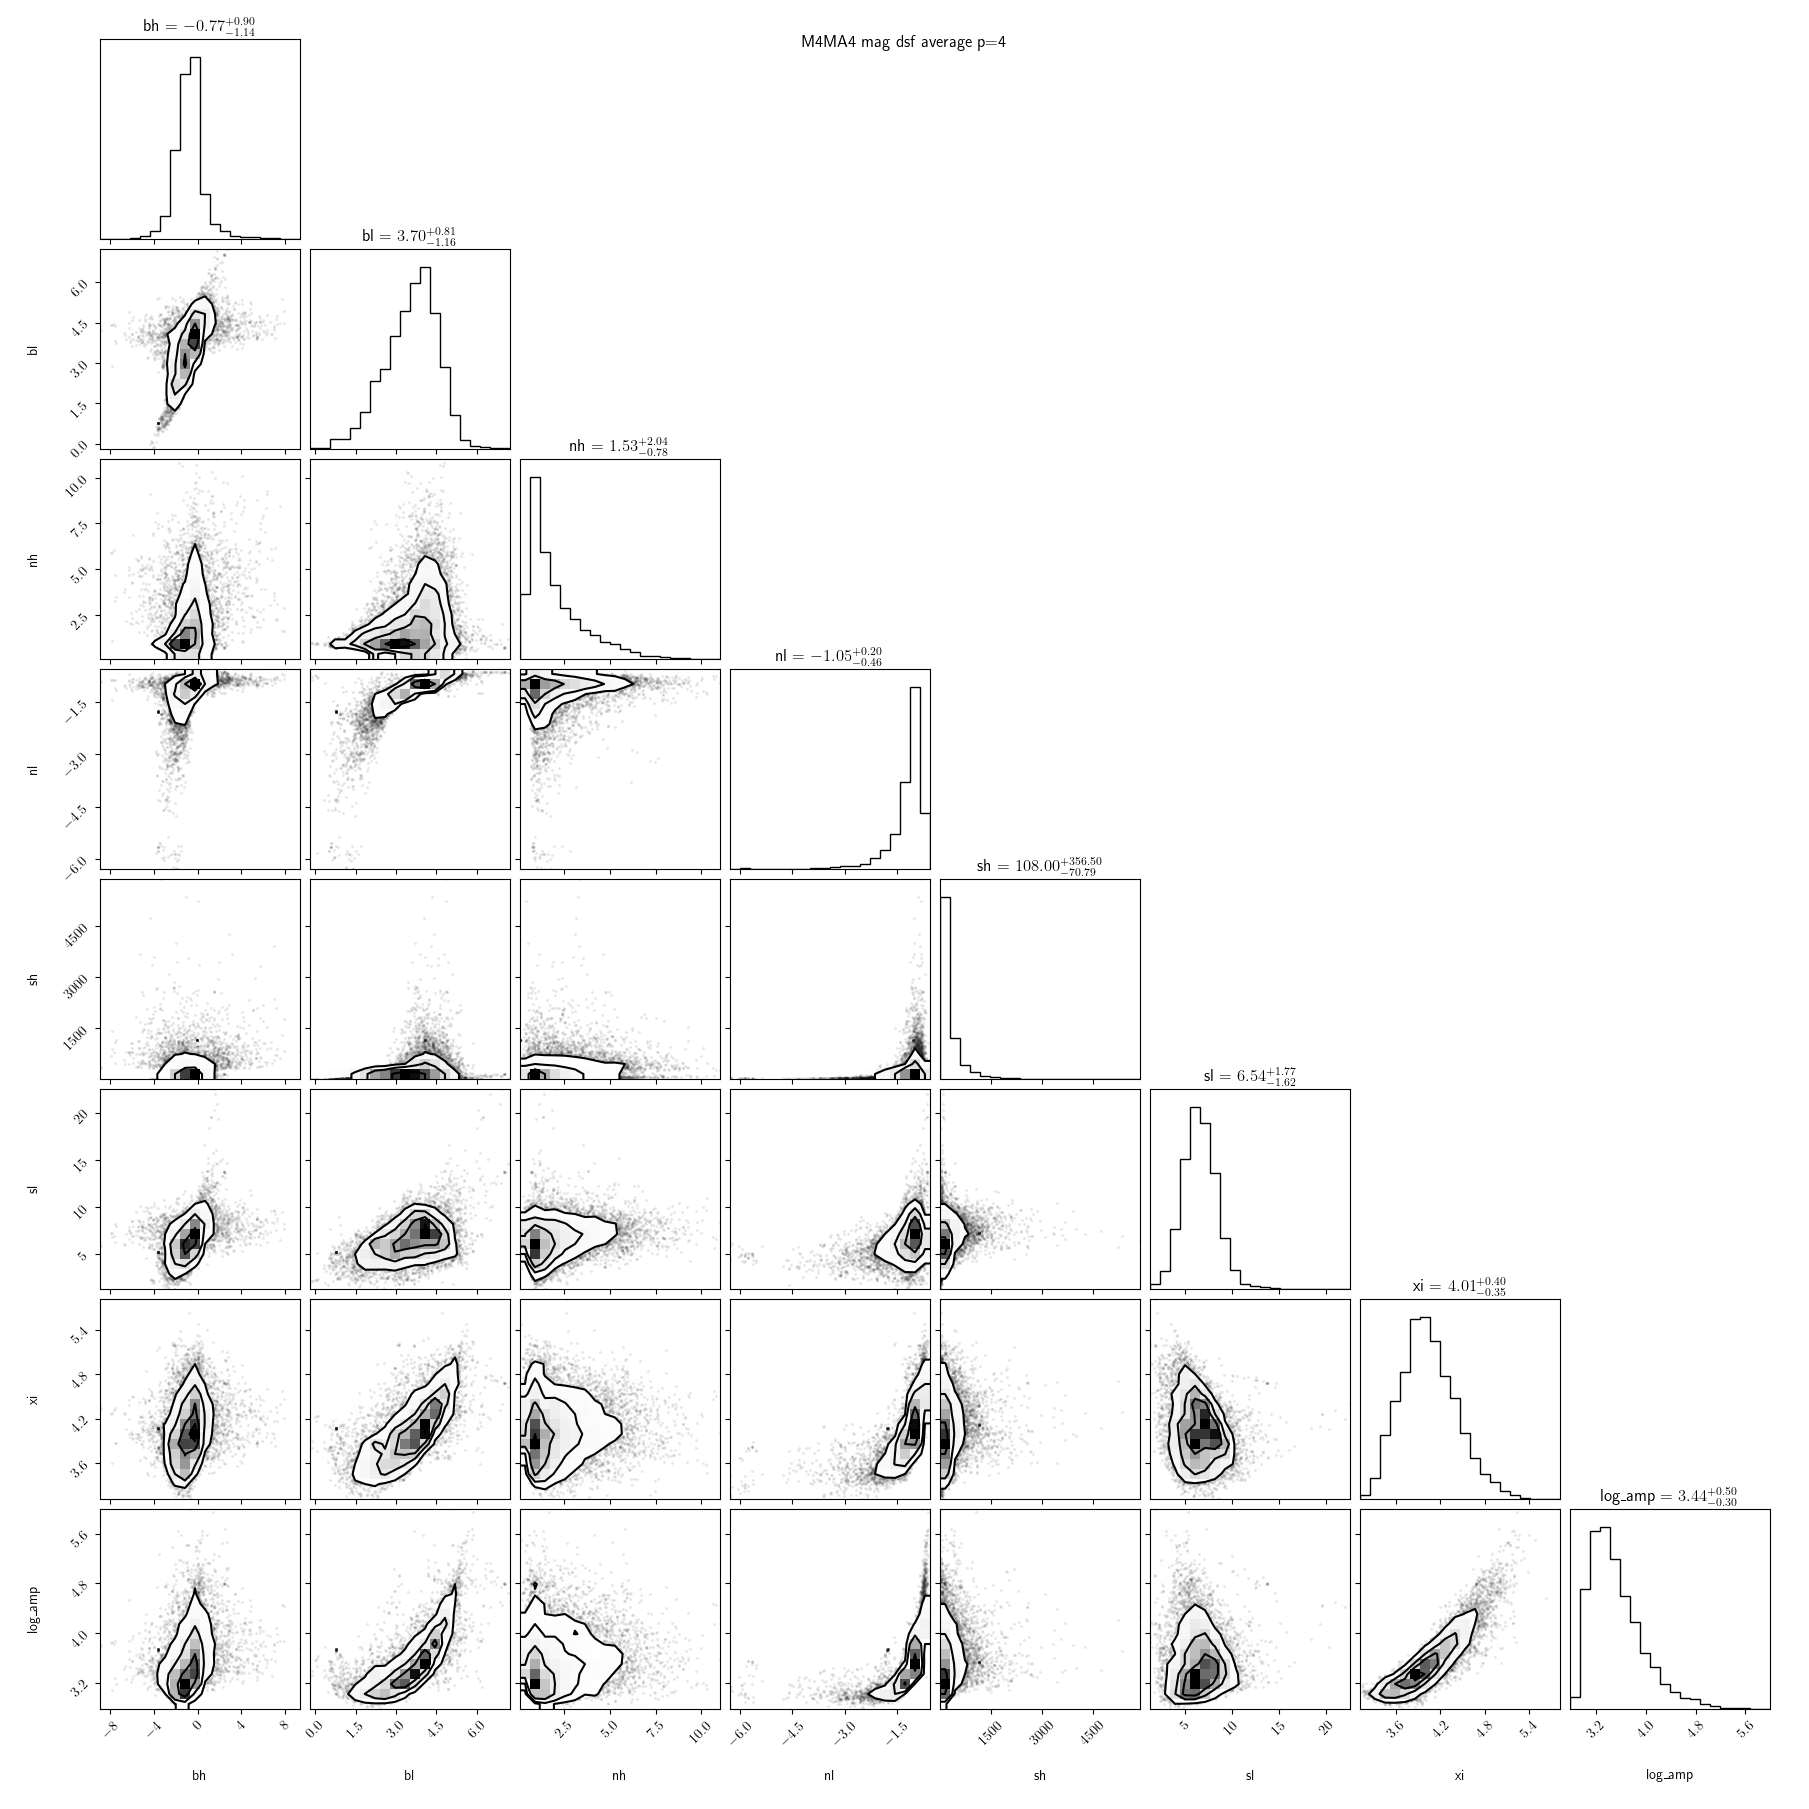 M4MA4 mag dsf average p=4
bh = −0.77 +0.90 −1.14
bl = 3.70 +0.81 −1.16
6.0
4.5
3.0
1.5
0.0
bl
nh = 1.53 +2.04 −0.78
10.0
7.5
5.0
2.5
nh
nl = −1.05 +0.20 −0.46
−1.5
−3.0
−4.5
−6.0
nl
sh = 108.00 +356.50 −70.79
4500
3000
1500
sh
sl = 6.54 +1.77 −1.62
20
15
10
5
sl
xi = 4.01 +0.40 −0.35
5.4
4.8
4.2
3.6
xi
log_amp = 3.44 +0.50 −0.30
5.6
4.8
4.0
3.2
log_amp
−8 −4 0 4 8 0.0 1.5 3.0 4.5 6.0 2.5 5.0 7.5 10.0 −6.0 −4.5 −3.0 −1.5 1500 3000 4500 5 10 15 20 3.6 4.2 4.8 5.4 3.2 4.0 4.8 5.6
bh bl nh nl sh sl xi log_amp